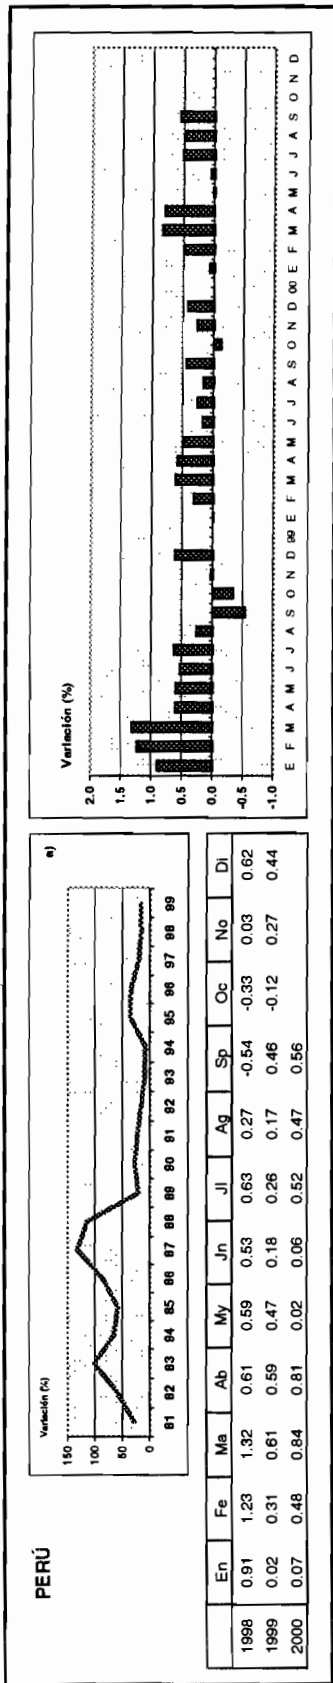 PERÚ
Variación (%)
150
100
50
0
81 82 83 94 85 86 87 88 89 90 91 92 93 94 95 96 97 98 99
a)
Variación (%)
2.0
1.5
1.0
0.5
0.0
-0.5
-1.0
E F M A M J J A S O N D 99 E F M A M J J A S O N D 00 E F M A M J J A S O N D
En Fe Ma Ab My Jn Jl Ag Sp Oc No Di
1998 0.91 1.23 1.32 0.61 0.59 0.53 0.63 0.27 -0.54 -0.33 0.03 0.62
1999 0.02 0.31 0.61 0.59 0.47 0.18 0.26 0.17 0.46 -0.12 0.27 0.44
2000 0.07 0.48 0.84 0.81 0.02 0.06 0.52 0.47 0.56